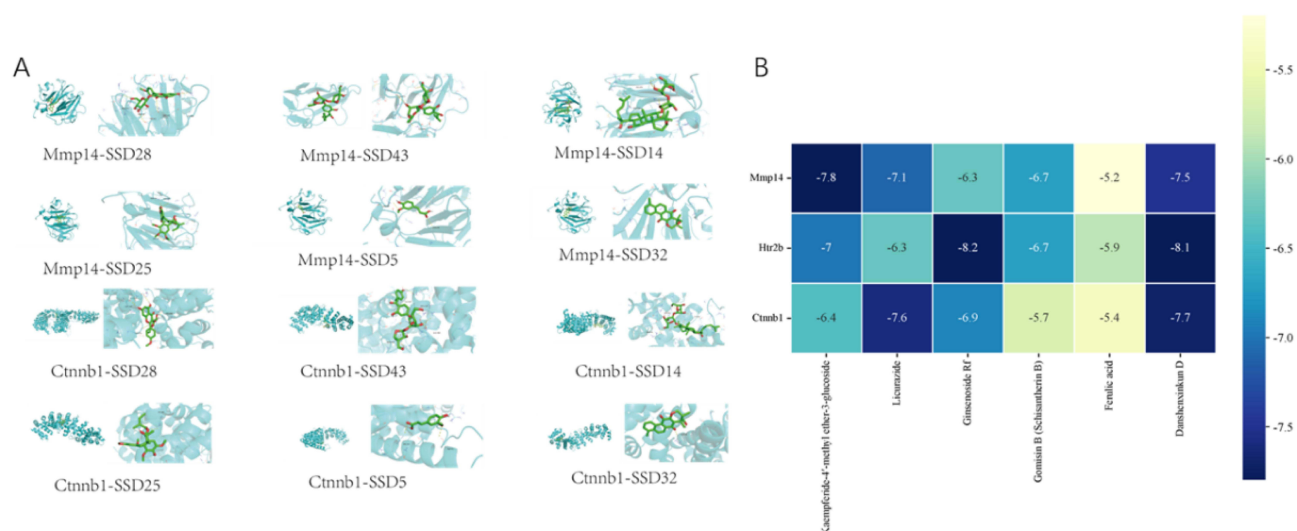 A
Mmp14-SSD28
Mmp14-SSD43
Mmp14-SSD14
Mmp14-SSD25
Mmp14-SSD5
Mmp14-SSD32
Ctnnb1-SSD28
Ctnnb1-SSD43
Ctnnb1-SSD14
Ctnnb1-SSD25
Ctnnb1-SSD5
Ctnnb1-SSD32
B
Mmp14 -7.8 -7.1 -6.3 -6.7 -5.2 -7.5
Htr2b -7 -6.3 -8.2 -6.7 -5.9 -8.1
Ctnnb1 -6.4 -7.6 -6.9 -5.7 -5.4 -7.7
Kaempferide-4'-methyl ether-3-glucoside
Licurazide
Ginsenoside Rf
Gomisin B (Schisantherin B)
Ferulic acid
Danshenxinkun D
-5.5
-6.0
-6.5
-7.0
-7.5